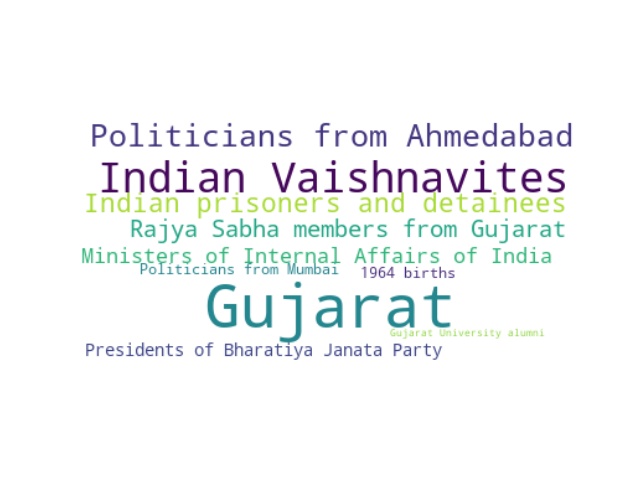 Politicians from Ahmedabad
Indian Vaishnavites
Indian prisoners and detainees
Rajya Sabha members from Gujarat
Ministers of Internal Affairs of India
Politicians from Mumbai
1964 births
Gujarat
Gujarat University alumni
Presidents of Bharatiya Janata Party